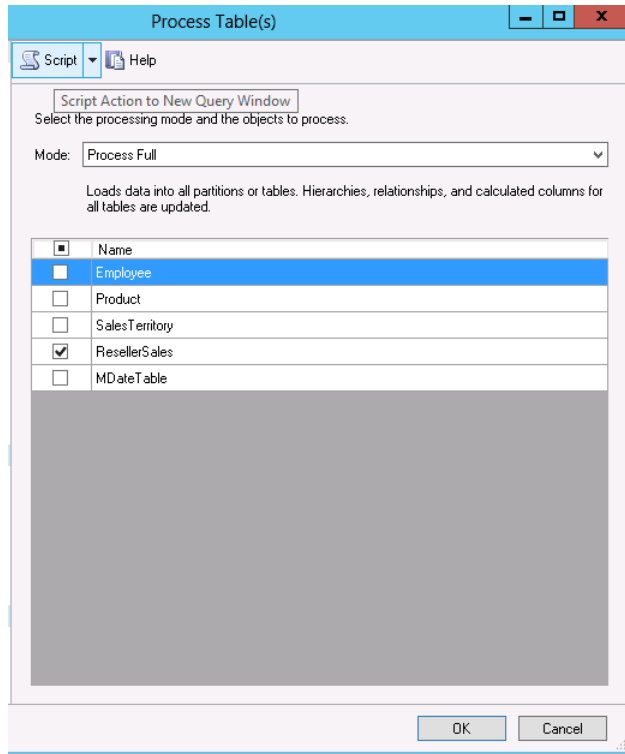 Process Table(s)
Script Help
Script Action to New Query Window
Select the processing mode and the objects to process.
Mode: Process Full
Loads data into all partitions or tables. Hierarchies, relationships, and calculated columns for
all tables are updated.
Name
Employee
Product
SalesTerritory
ResellerSales
MDateTable
OK Cancel